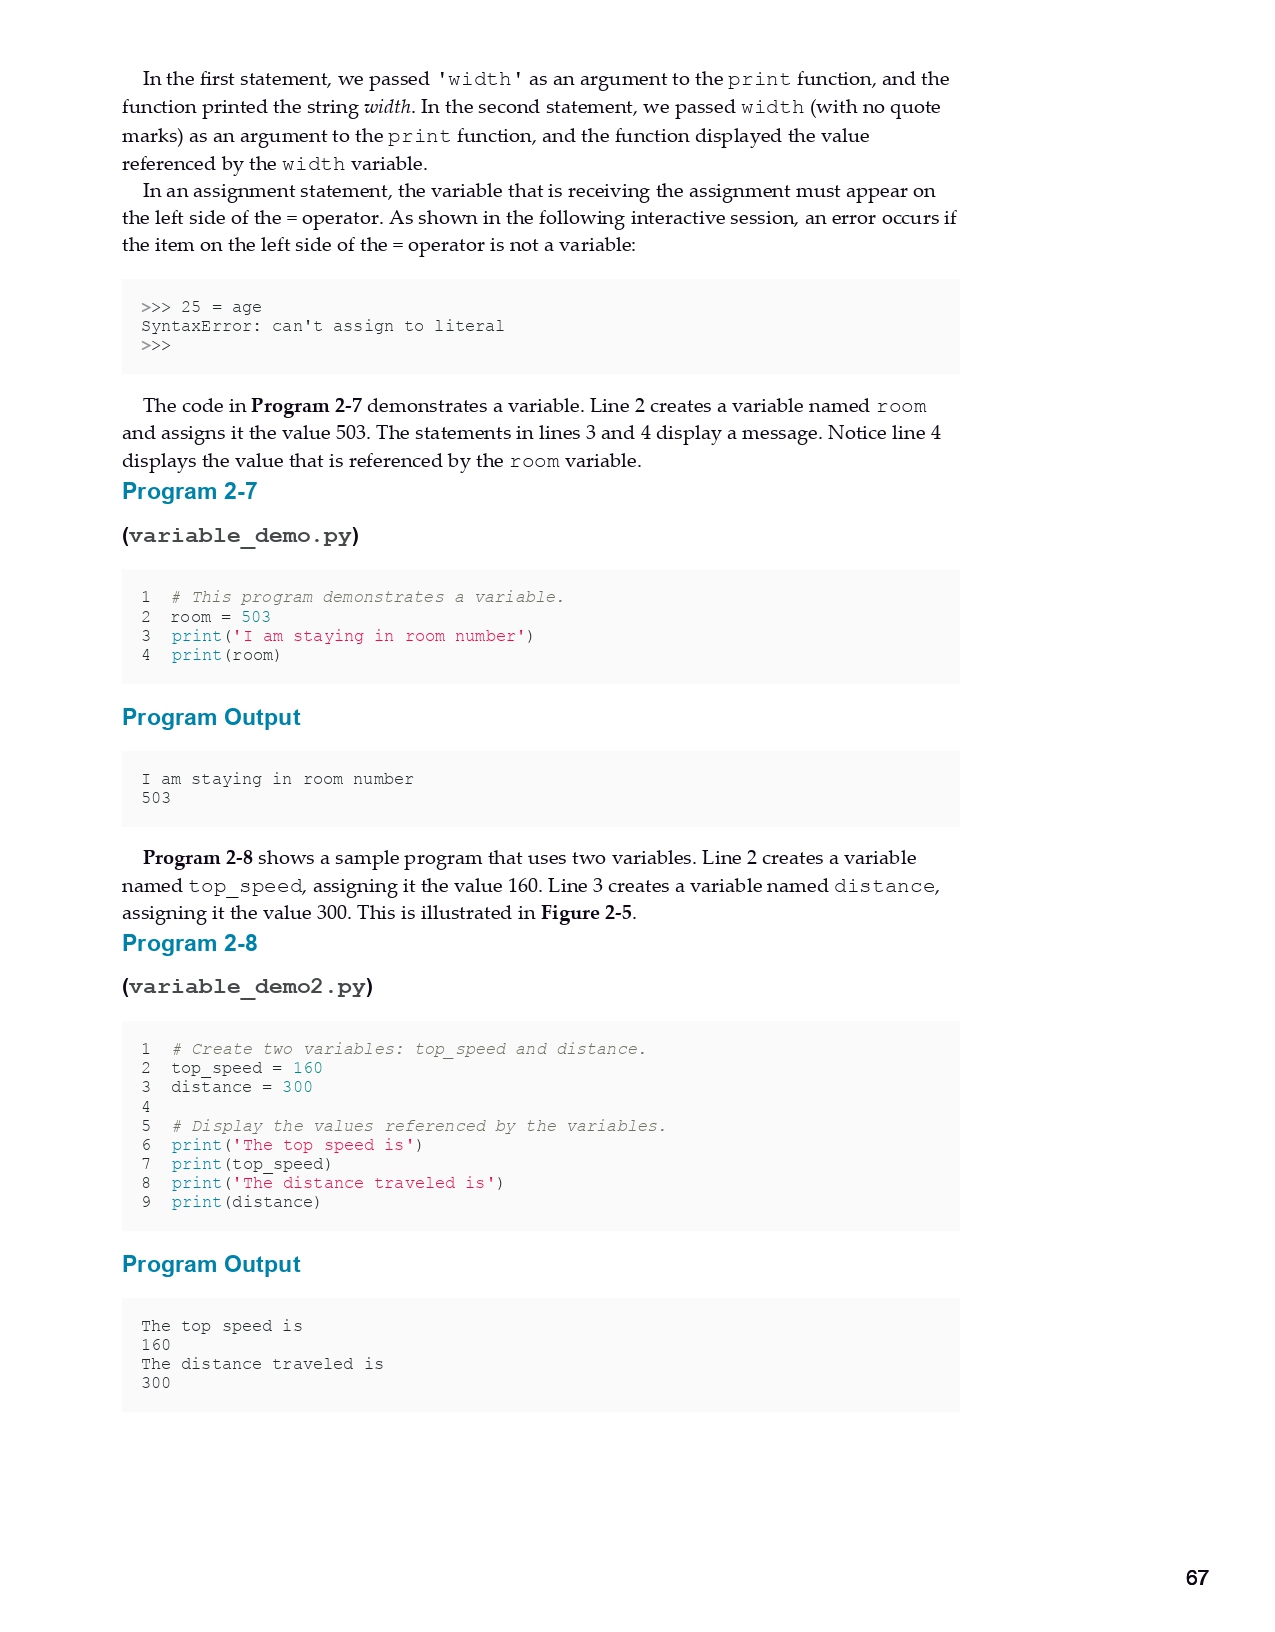 In the first statement, we passed 'width' as an argument to the print function, and the
function printed the string width. In the second statement, we passed width (with no quote
marks) as an argument to the print function, and the function displayed the value
referenced by the width variable.
In an assignment statement, the variable that is receiving the assignment must appear on
the left side of the = operator. As shown in the following interactive session, an error occurs if
the item on the left side of the = operator is not a variable:
>>> 25 = age
SyntaxError: can't assign to literal
>>>
The code in Program 2-7 demonstrates a variable. Line 2 creates a variable named room
and assigns it the value 503. The statements in lines 3 and 4 display a message. Notice line 4
displays the value that is referenced by the room variable.
Program 2-7
(variable_demo.py)
1  # This program demonstrates a variable.
2  room = 503
3  print('I am staying in room number')
4  print(room)
Program Output
I am staying in room number
503
Program 2-8 shows a sample program that uses two variables. Line 2 creates a variable
named top_speed, assigning it the value 160. Line 3 creates a variable named distance,
assigning it the value 300. This is illustrated in Figure 2-5.
Program 2-8
(variable_demo2.py)
1  # Create two variables: top_speed and distance.
2  top_speed = 160
3  distance = 300
4
5  # Display the values referenced by the variables.
6  print('The top speed is')
7  print(top_speed)
8  print('The distance traveled is')
9  print(distance)
Program Output
The top speed is
160
The distance traveled is
300
67